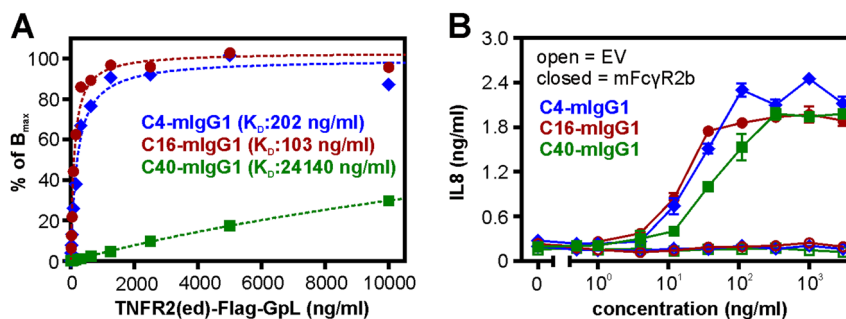 A
% of Bmax
100
80
60
40
20
0
C4-mIgG1 (KD:202 ng/ml)
C16-mIgG1 (KD:103 ng/ml)
C40-mIgG1 (KD:24140 ng/ml)
0 2000 4000 6000 8000 10000
TNFR2(ed)-Flag-GpL (ng/ml)
B
IL8 (ng/ml)
3.0
2.4
1.8
1.2
0.6
0
open = EV
closed = mFcγR2b
C4-mIgG1
C16-mIgG1
C40-mIgG1
0 10⁰ 10¹ 10² 10³
concentration (ng/ml)